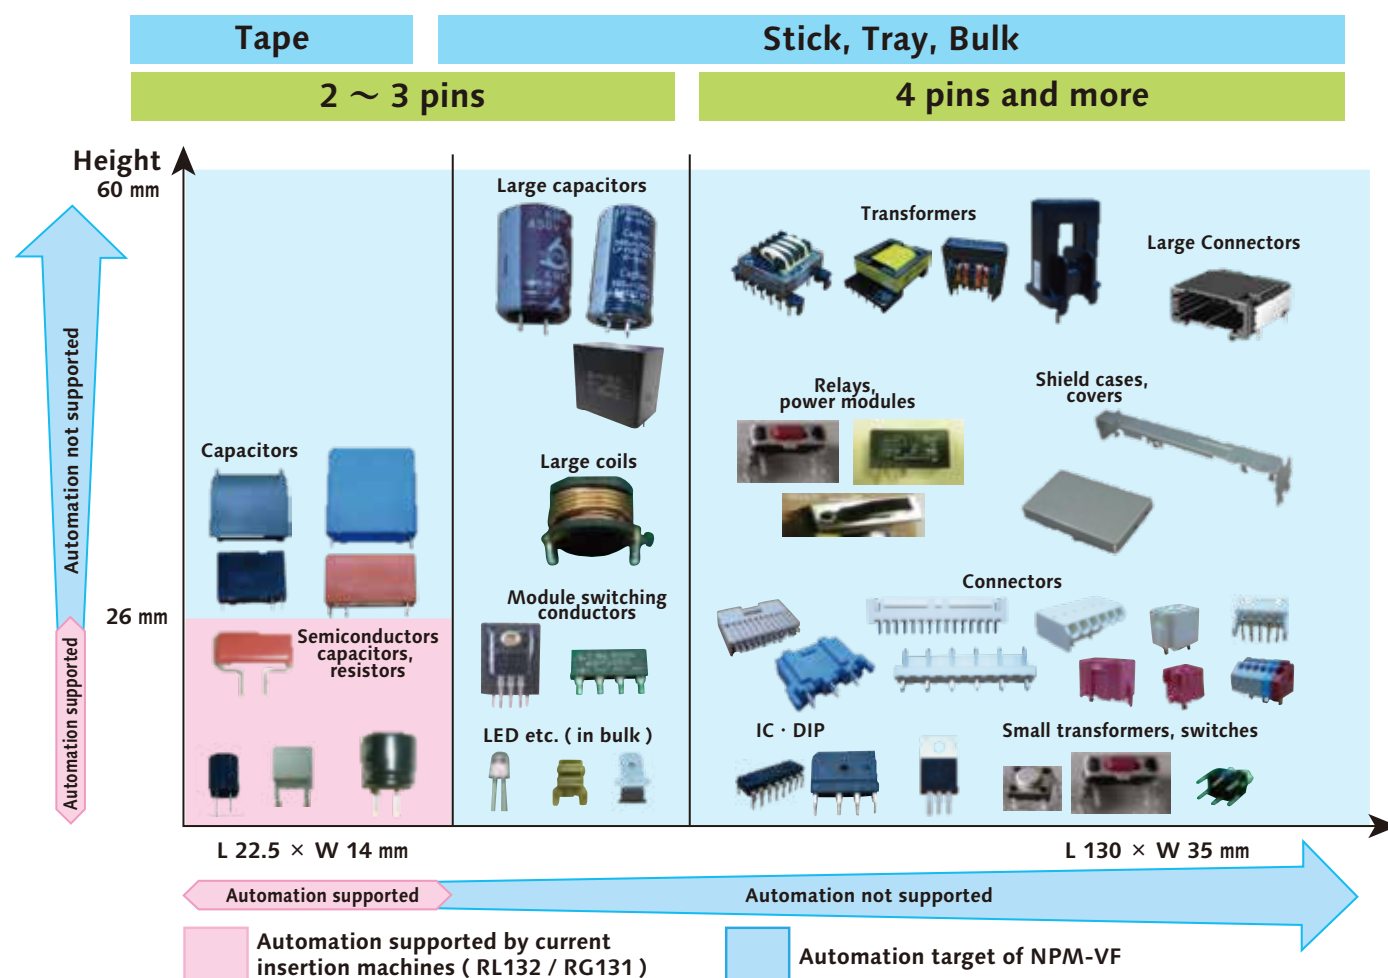 Tape
Stick, Tray, Bulk
2 ～ 3 pins
4 pins and more
Height
60 mm
Automation not supported
26 mm
Automation supported
Large capacitors
Transformers
Large Connectors
Relays,
power modules
Shield cases,
covers
Capacitors
Large coils
Connectors
Module switching
conductors
Semiconductors
capacitors,
resistors
LED etc. ( in bulk )
IC · DIP
Small transformers, switches
L 22.5 × W 14 mm
L 130 × W 35 mm
Automation supported
Automation not supported
Automation supported by current
insertion machines ( RL132 / RG131 )
Automation target of NPM-VF